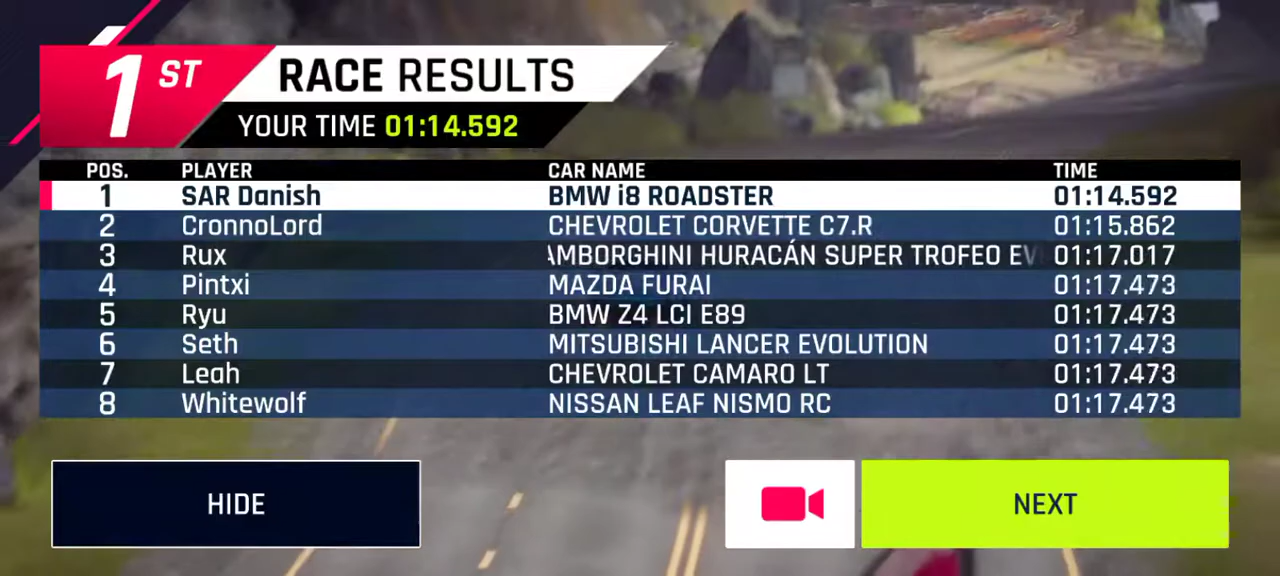 1ST
RACE RESULTS
YOUR TIME 01:14.592
POS. PLAYER CAR NAME TIME
1 SAR Danish BMW i8 ROADSTER 01:14.592
2 CronnoLord CHEVROLET CORVETTE C7.R 01:15.862
3 Rux AMBORGHINI HURACÁN SUPER TROFEO EV 01:17.017
4 Pintxi MAZDA FURAI 01:17.473
5 Ryu BMW Z4 LCI E89 01:17.473
6 Seth MITSUBISHI LANCER EVOLUTION 01:17.473
7 Leah CHEVROLET CAMARO LT 01:17.473
8 Whitewolf NISSAN LEAF NISMO RC 01:17.473
HIDE
NEXT